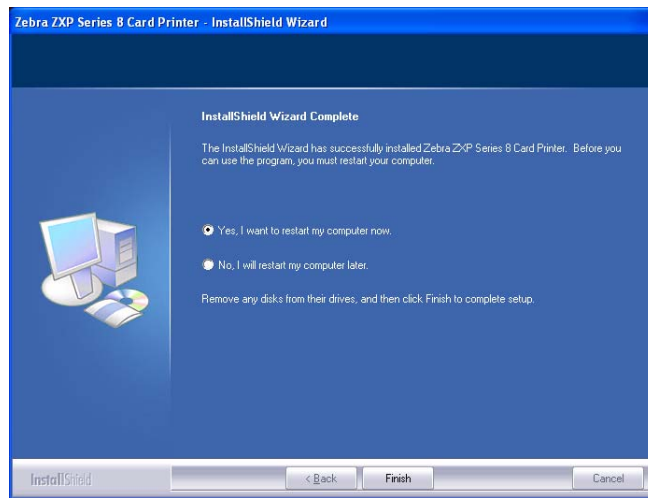 Zebra ZXP Series 8 Card Printer - InstallShield Wizard
InstallShield Wizard Complete
The InstallShield Wizard has successfully installed Zebra ZXP Series 8 Card Printer. Before you
can use the program, you must restart your computer.
Yes, I want to restart my computer now.
No, I will restart my computer later.
Remove any disks from their drives, and then click Finish to complete setup.
InstallShield
< Back Finish Cancel